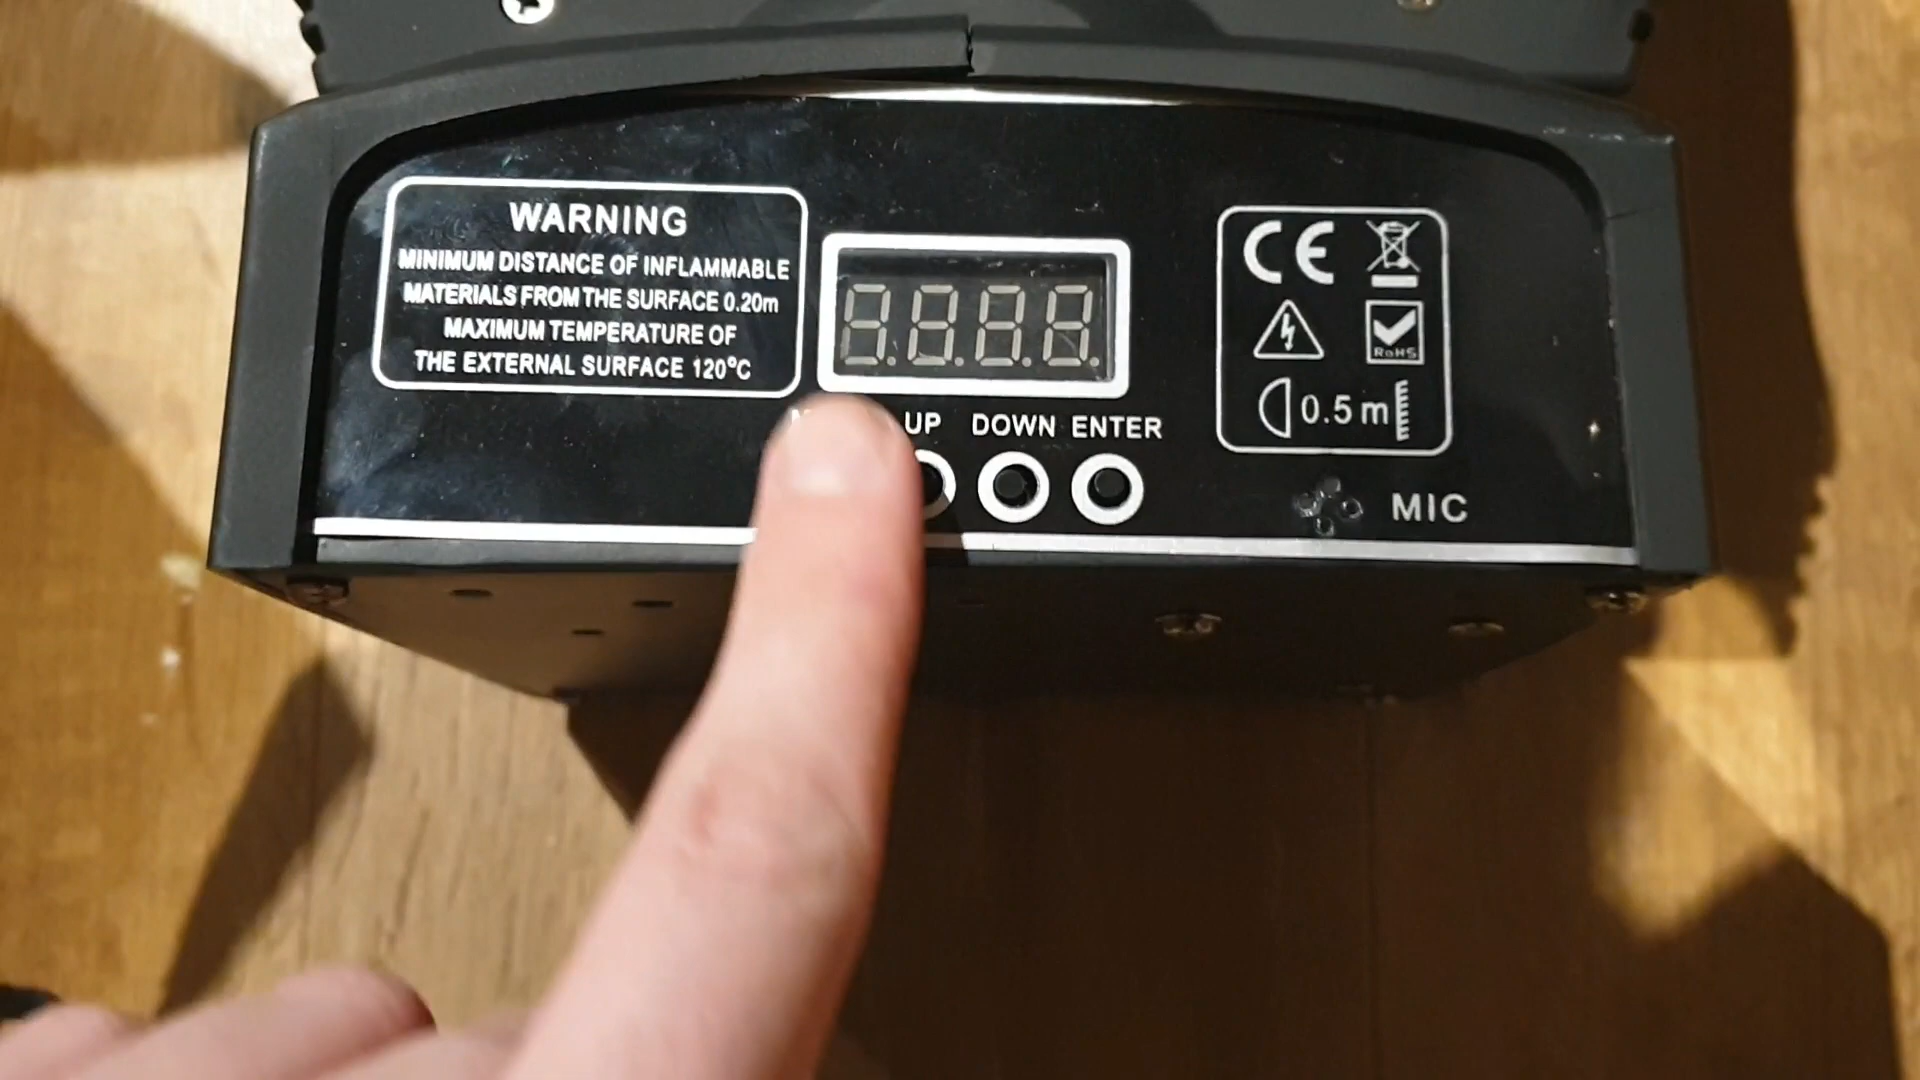 WARNING
MINIMUM DISTANCE OF INFLAMMABLE
MATERIALS FROM THE SURFACE 0.20m
MAXIMUM TEMPERATURE OF
THE EXTERNAL SURFACE 120°C
UP DOWN ENTER
CE
RoHS
0.5m
MIC